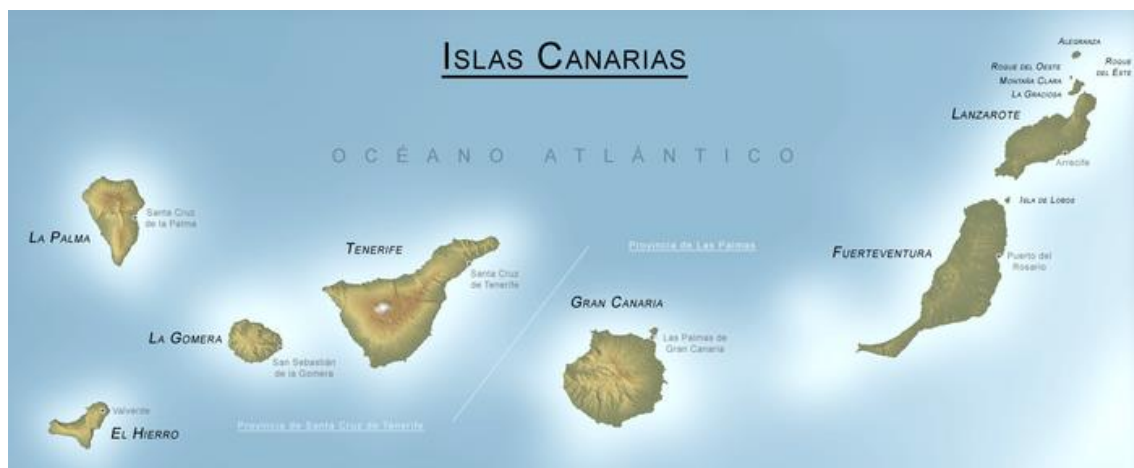 ISLAS CANARIAS
ALEGRANZA
ROQUE DEL OESTE
ROQUE
DEL ESTE
MONTAÑA CLARA
LA GRACIOSA
LANZAROTE
OCÉANO ATLÁNTICO
Arrecife
Santa Cruz
de la Palma
ISLA DE LOBOS
LA PALMA
TENERIFE
Provincia de Las Palmas
FUERTEVENTURA
Puerto del
Rosario
Santa Cruz
de Tenerife
GRAN CANARIA
LA GOMERA
Las Palmas de
Gran Canaria
San Sebastián
de la Gomera
Valverde
EL HIERRO
Provincia de Santa Cruz de Tenerife